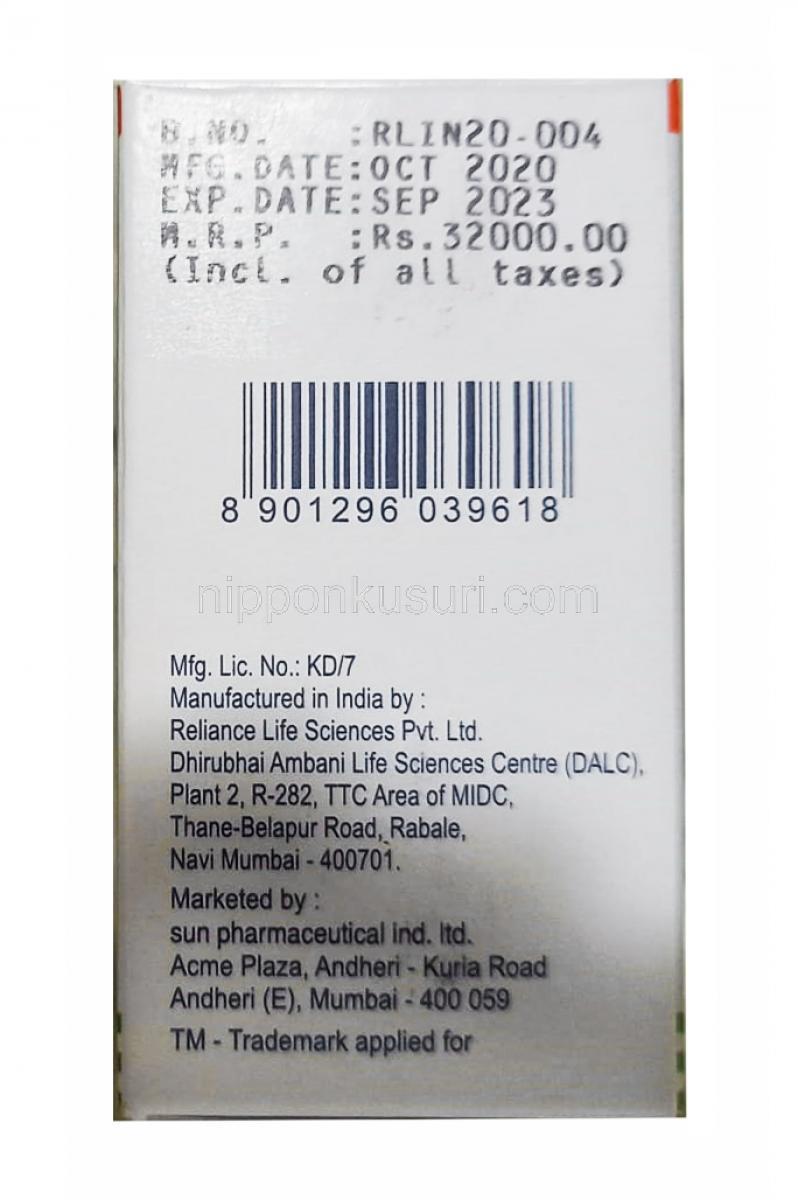 B.NO. :RLIN20-004
MFG.DATE:OCT 2020
EXP.DATE:SEP 2023
M.R.P. :Rs.32000.00
(Incl. of all taxes)
8 901296 039618
nipponkusuri.com
Mfg. Lic. No.: KD/7
Manufactured in India by :
Reliance Life Sciences Pvt. Ltd.
Dhirubhai Ambani Life Sciences Centre (DALC),
Plant 2, R-282, TTC Area of MIDC,
Thane-Belapur Road, Rabale,
Navi Mumbai - 400701.
Marketed by :
sun pharmaceutical ind. ltd.
Acme Plaza, Andheri - Kurla Road
Andheri (E), Mumbai - 400 059
TM - Trademark applied for